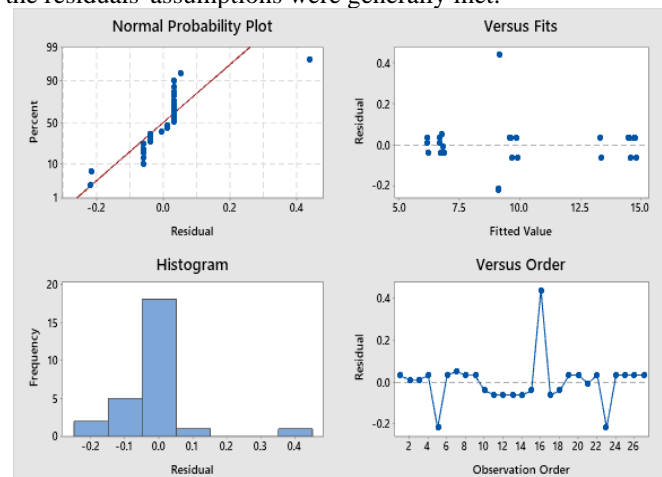 the residuals' assumptions were generally met.
Normal Probability Plot
99
90
50
10
1
Percent
-0.2 0.0 0.2 0.4
Residual
Versus Fits
0.4
0.2
0.0
-0.2
Residual
5.0 7.5 10.0 12.5 15.0
Fitted Value
Histogram
20
15
10
5
0
Frequency
-0.2 -0.1 0.0 0.1 0.2 0.3 0.4
Residual
Versus Order
0.4
0.2
0.0
-0.2
Residual
2 4 6 8 10 12 14 16 18 20 22 24 26
Observation Order